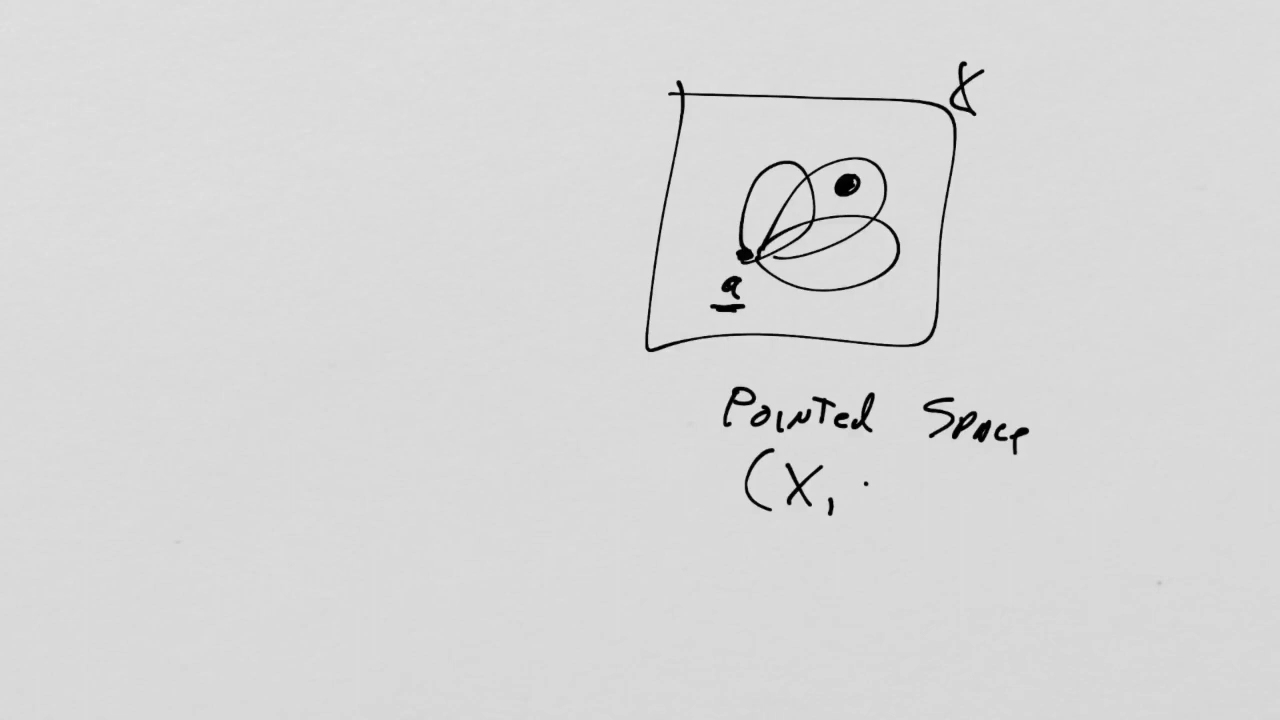 X
a
Pointed Space
(X, ·